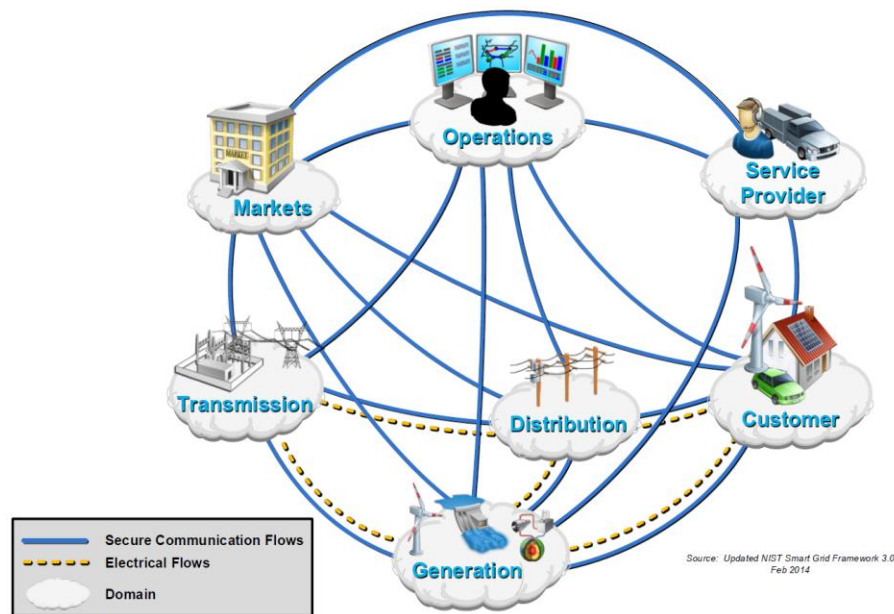 Operations
MARKET
Markets
Service
Provider
Transmission
Distribution
Customer
Generation
Secure Communication Flows
Electrical Flows
Domain
Source: Updated NIST Smart Grid Framework 3.0
Feb 2014